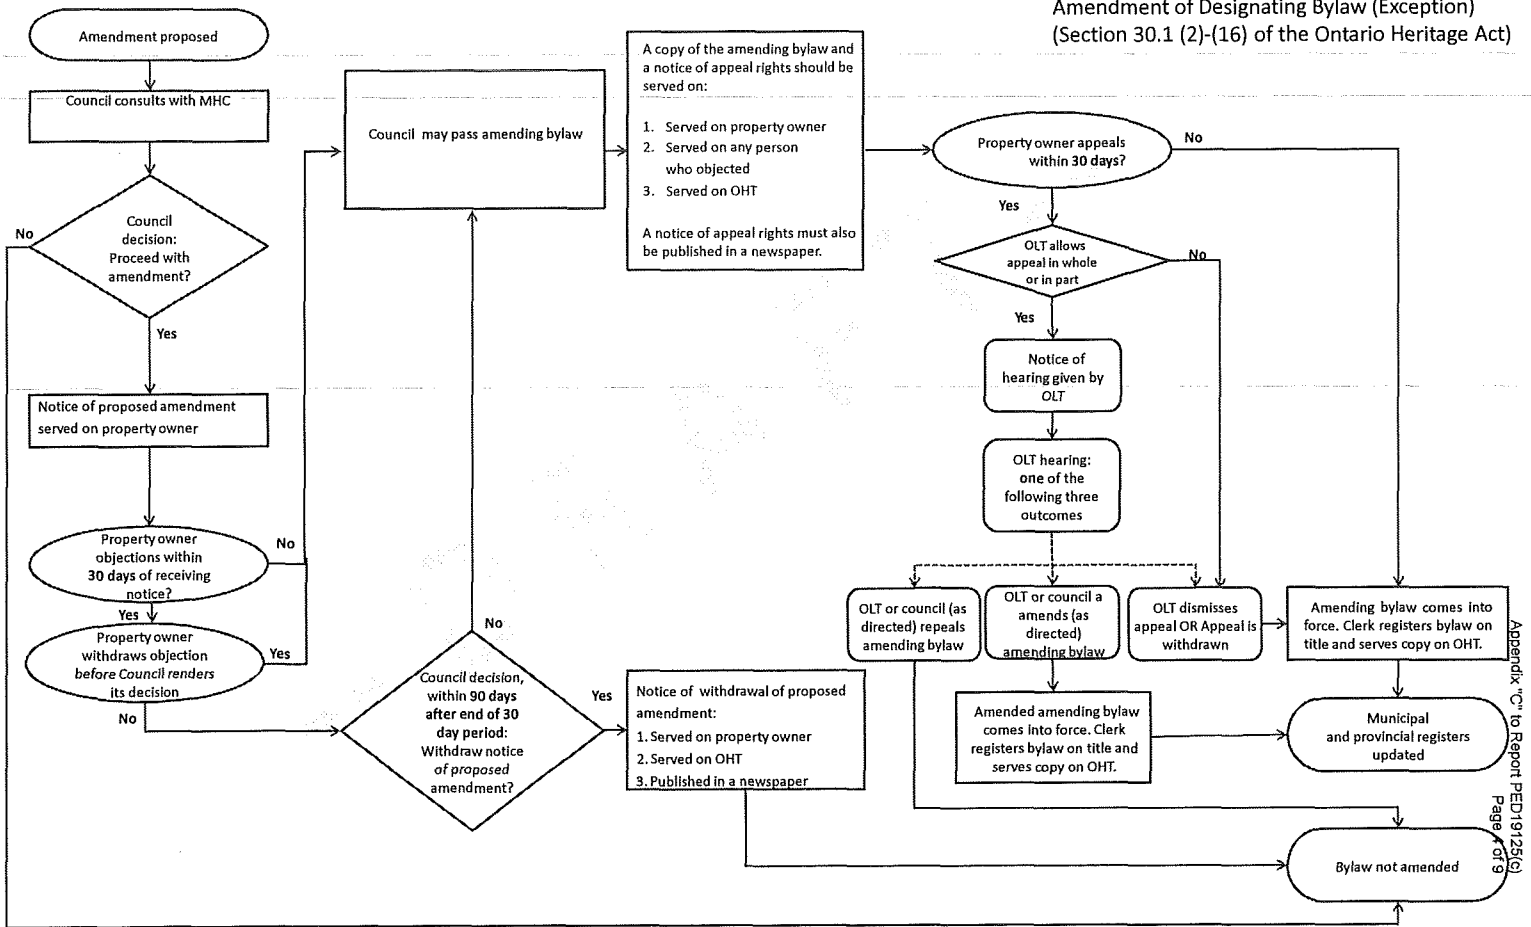 Amendment of Designating Bylaw (Exception)
(Section 30.1 (2)-(16) of the Ontario Heritage Act)
Amendment proposed
Council consults with MHC
Council
decision:
Proceed with
amendment?
No
Yes
Notice of proposed amendment
served on property owner
Property owner
objections within
30 days of receiving
notice?
No
Yes
Property owner
withdraws objection
before Council renders
its decision
Yes
No
Council may pass amending bylaw
No
Council decision,
within 90 days
after end of 30
day period:
Withdraw notice
of proposed
amendment?
Yes
A copy of the amending bylaw and
a notice of appeal rights should be
served on:
1. Served on property owner
2. Served on any person
who objected
3. Served on OHT
A notice of appeal rights must also
be published in a newspaper.
Notice of withdrawal of proposed
amendment:
1. Served on property owner
2. Served on OHT
3. Published in a newspaper
Property owner appeals
within 30 days?
No
Yes
OLT allows
appeal in whole
or in part
No
Yes
Notice of
hearing given by
OLT
OLT hearing:
one of the
following three
outcomes
OLT or council (as
directed) repeals
amending bylaw
OLT or council a
amends (as
directed)
amending bylaw
OLT dismisses
appeal OR Appeal is
withdrawn
Amending bylaw comes into
force. Clerk registers bylaw on
title and serves copy on OHT.
Amended amending bylaw
comes into force. Clerk
registers bylaw on title and
serves copy on OHT.
Municipal
and provincial registers
updated
Bylaw not amended
Appendix "C" to Report PED19125(c)
Page of 9